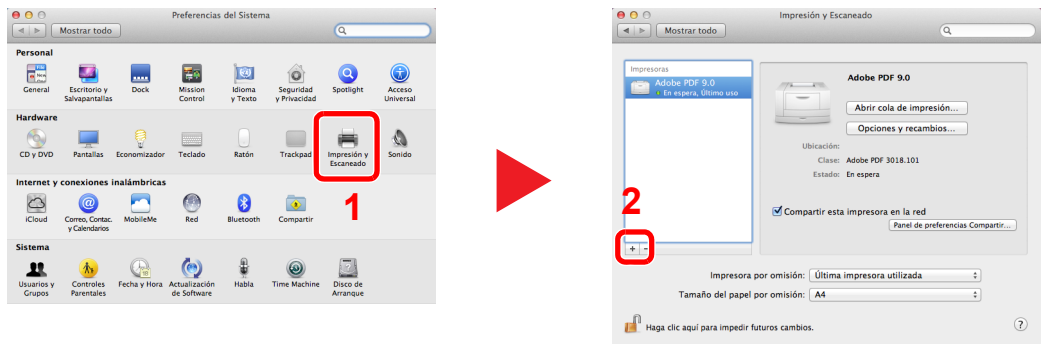 Preferencias del Sistema
Mostrar todo
Personal
General
Escritorio y
Salvapantallas
Dock
Mission
Control
Idioma
y Texto
Seguridad
y Privacidad
Spotlight
Acceso
Universal
Hardware
CD y DVD
Pantallas
Economizador
Teclado
Ratón
Trackpad
Impresión y
Escaneado
Sonido
1
Internet y conexiones inalámbricas
iCloud
Correo, Contac.
y Calendarios
MobileMe
Red
Bluetooth
Compartir
Sistema
Usuarios y
Grupos
Controles
Parentales
Fecha y Hora
Actualización
de Software
Habla
Time Machine
Disco de
Arranque
Impresión y Escaneado
Mostrar todo
Impresoras
Adobe PDF 9.0
En espera, Último uso
2
+ -
Adobe PDF 9.0
Abrir cola de impresión...
Opciones y recambios...
Ubicación:
Clase: Adobe PDF 3018.101
Estado: En espera
Compartir esta impresora en la red
Panel de preferencias Compartir...
Impresora por omisión: Última impresora utilizada
Tamaño del papel por omisión: A4
Haga clic aquí para impedir futuros cambios.
?